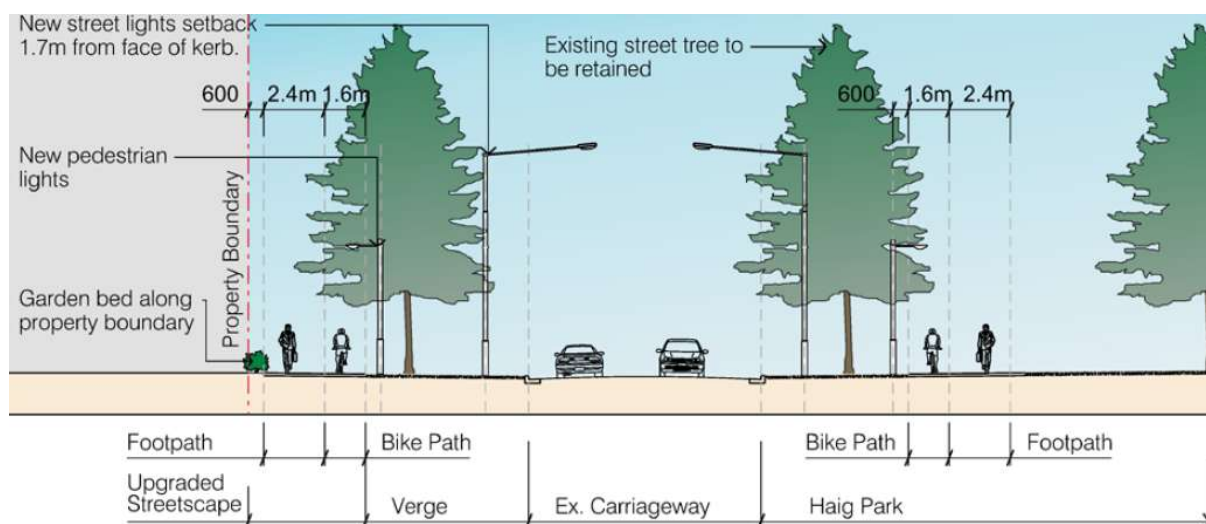 New street lights setback
1.7m from face of kerb.
Existing street tree to
be retained
600 2.4m 1.6m
600 1.6m 2.4m
New pedestrian
lights
Property Boundary
Garden bed along
property boundary
Footpath Bike Path Bike Path Footpath
Upgraded
Streetscape Verge Ex. Carriageway Haig Park